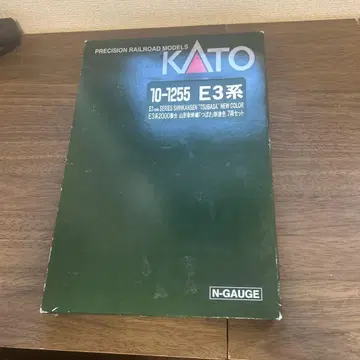 PRECISION RAILROAD MODELS
KATO
10-1255 E3系
E3-2000 SERIES SHINKANSEN "TSUBASA" NEW COLOR
E3系2000番台 山形新幹線「つばさ」新塗色 7両セット
N-GAUGE